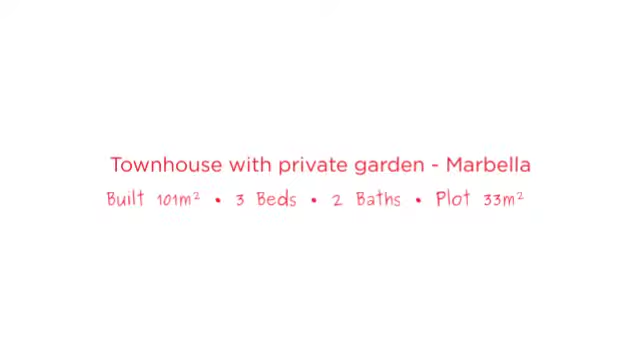 Townhouse with private garden - Marbella
Built 101m² • 3 Beds • 2 Baths • Plot 33m²